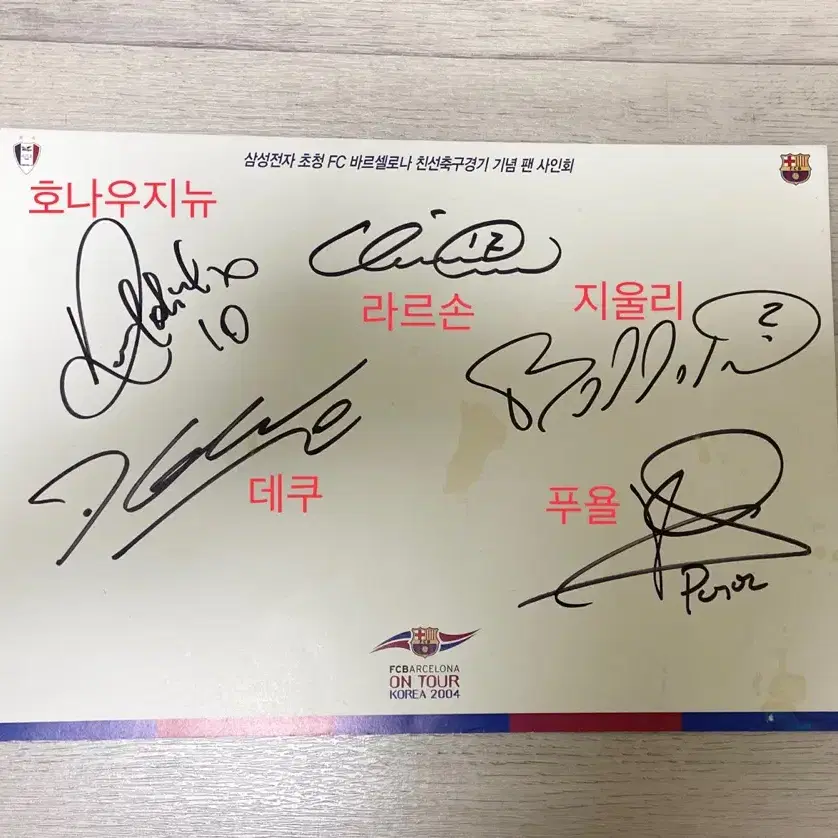 삼성전자 초청 FC 바르셀로나 친선축구경기 기념 팬 사인회
호나우지뉴
10
라르손
지울리
데쿠
푸욜
Puyol
FCB
FCBARCELONA
ON TOUR
KOREA 2004